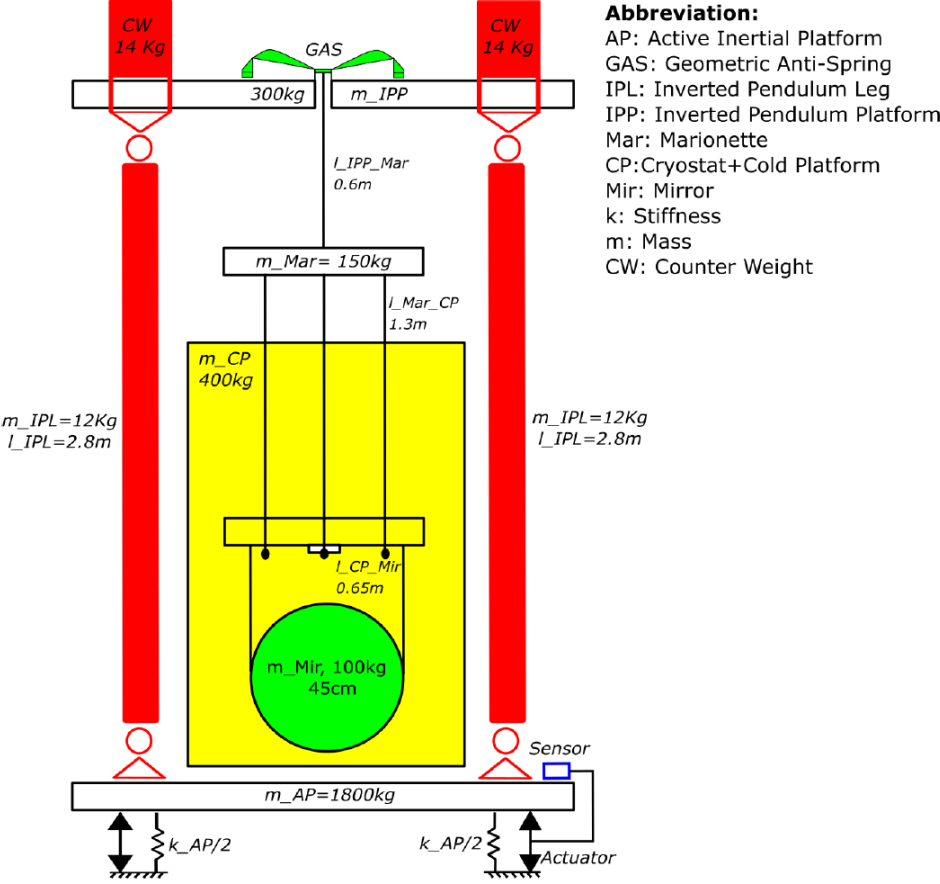 CW
14 Kg
GAS
CW
14 Kg
300kg
m_IPP
l_IPP_Mar
0.6m
m_Mar= 150kg
l_Mar_CP
1.3m
m_CP
400kg
m_IPL=12Kg
l_IPL=2.8m
m_IPL=12Kg
l_IPL=2.8m
l_CP_Mir
0.65m
m_Mir, 100kg
45cm
Sensor
m_AP=1800kg
k_AP/2
k_AP/2
Actuator
Abbreviation:
AP: Active Inertial Platform
GAS: Geometric Anti-Spring
IPL: Inverted Pendulum Leg
IPP: Inverted Pendulum Platform
Mar: Marionette
CP:Cryostat+Cold Platform
Mir: Mirror
k: Stiffness
m: Mass
CW: Counter Weight